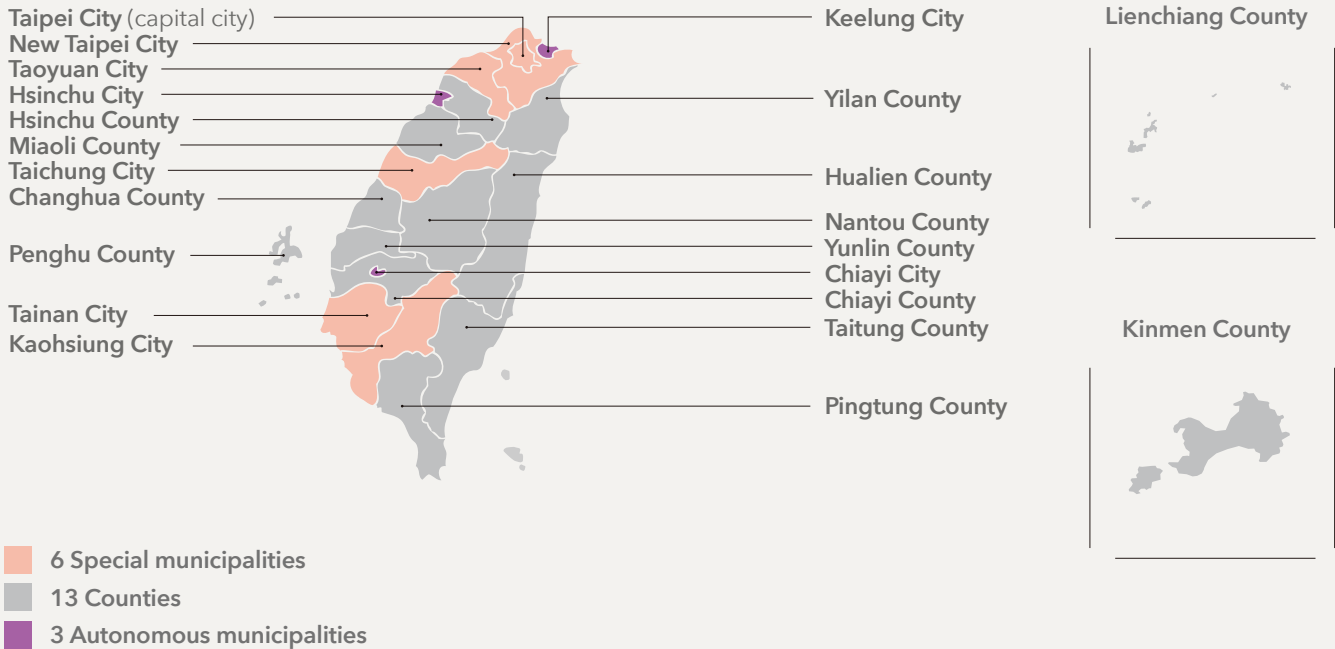 Taipei City (capital city)
New Taipei City
Taoyuan City
Hsinchu City
Hsinchu County
Miaoli County
Taichung City
Changhua County
Penghu County
Tainan City
Kaohsiung City
Keelung City
Yilan County
Hualien County
Nantou County
Yunlin County
Chiayi City
Chiayi County
Taitung County
Pingtung County
Lienchiang County
Kinmen County
6 Special municipalities
13 Counties
3 Autonomous municipalities